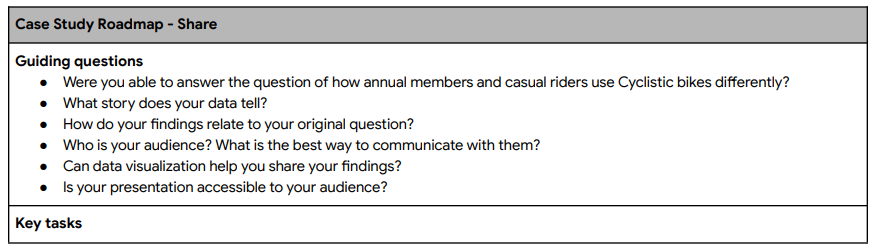 Case Study Roadmap - Share
Guiding questions
● Were you able to answer the question of how annual members and casual riders use Cyclistic bikes differently?
● What story does your data tell?
● How do your findings relate to your original question?
● Who is your audience? What is the best way to communicate with them?
● Can data visualization help you share your findings?
● Is your presentation accessible to your audience?
Key tasks